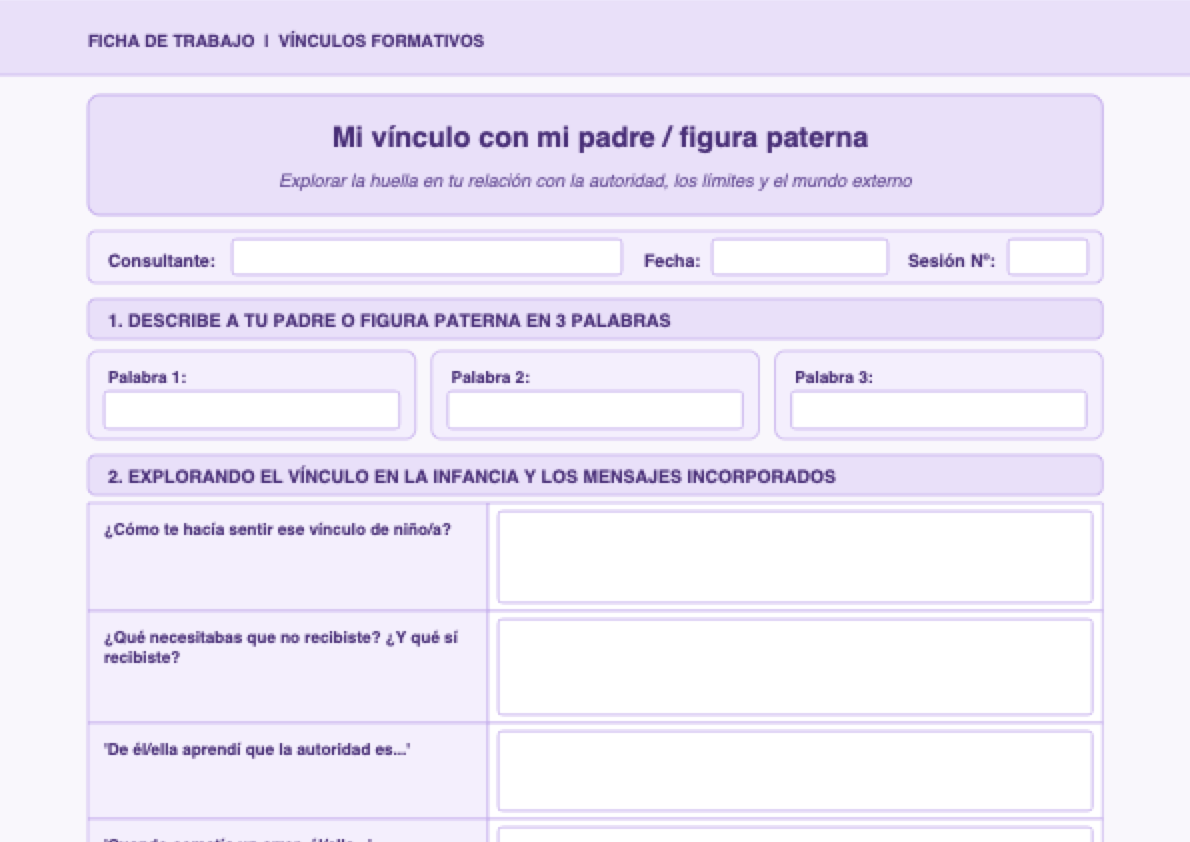 FICHA DE TRABAJO | VÍNCULOS FORMATIVOS
Mi vínculo con mi padre / figura paterna
Explorar la huella en tu relación con la autoridad, los límites y el mundo externo
Consultante: Fecha: Sesión Nº:
1. DESCRIBE A TU PADRE O FIGURA PATERNA EN 3 PALABRAS
Palabra 1: Palabra 2: Palabra 3:
2. EXPLORANDO EL VÍNCULO EN LA INFANCIA Y LOS MENSAJES INCORPORADOS
¿Cómo te hacía sentir ese vínculo de niño/a?
¿Qué necesitabas que no recibiste? ¿Y qué sí
recibiste?
'De él/ella aprendí que la autoridad es...'